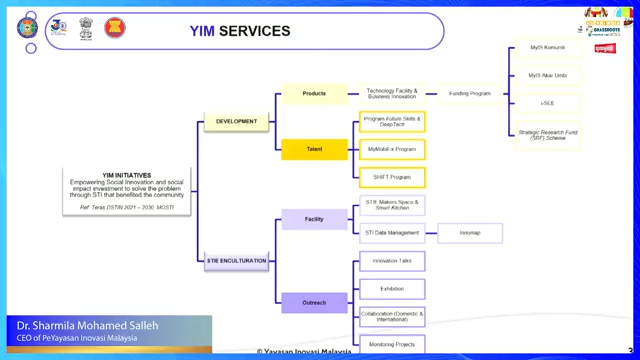 YIM SERVICES
GRASSROOTS
YIM INITIATIVES
Empowering Social Innovation and social
impact investment to solve the problem
through STI that benefited the community
Ref: Teras DSTIN 2021 – 2030, MOSTI
DEVELOPMENT
Products
Technology Facility &
Business Innovation
Funding Program
MyIS Komuniti
MyIS Akar Umbi
i-SEE
Strategic Research Fund
(SRF) Scheme
Talent
Program Future Skills &
DeepTech
MyMobiFix Program
SHIFT Program
STIE ENCULTURATION
Facility
STIE Makers Space &
Smart Kitchen
STI Data Management
Innomap
Outreach
Innovation Talks
Exhibition
Collaboration (Domestic &
International)
Monitoring Projects
Dr. Sharmila Mohamed Salleh
CEO of PeYayasan Inovasi Malaysia
© Yayasan Inovasi Malaysia
3